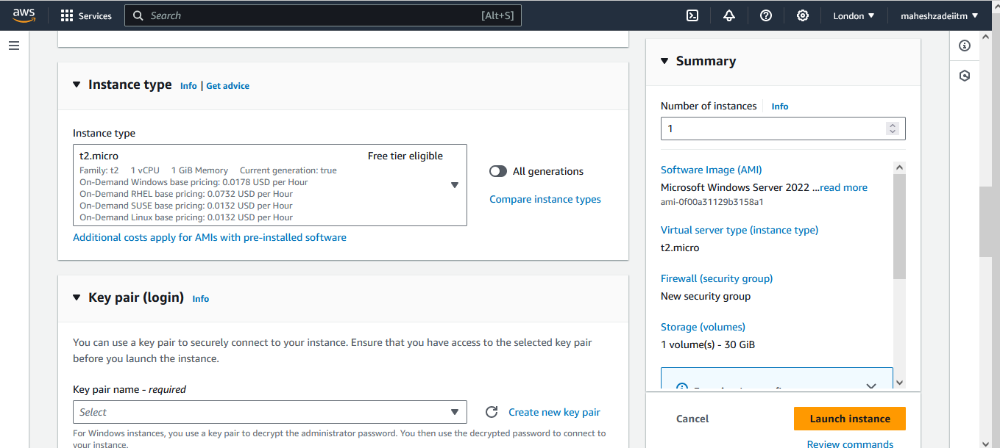 aws
Services
Search
[Alt+S]
London
maheshzadeiitm
Instance type
Info | Get advice
Instance type
t2.micro
Free tier eligible
Family: t2 1 vCPU 1 GiB Memory Current generation: true
On-Demand Windows base pricing: 0.0178 USD per Hour
On-Demand RHEL base pricing: 0.0732 USD per Hour
On-Demand SUSE base pricing: 0.0132 USD per Hour
On-Demand Linux base pricing: 0.0132 USD per Hour
All generations
Compare instance types
Additional costs apply for AMIs with pre-installed software
Key pair (login)
Info
You can use a key pair to securely connect to your instance. Ensure that you have access to the selected key pair
before you launch the instance.
Key pair name - required
Select
Create new key pair
For Windows instances, you use a key pair to decrypt the administrator password. You then use the decrypted password to connect to
your instance.
Summary
Number of instances
Info
1
Software Image (AMI)
Microsoft Windows Server 2022 ...read more
ami-0f00a31129b3158a1
Virtual server type (instance type)
t2.micro
Firewall (security group)
New security group
Storage (volumes)
1 volume(s) - 30 GiB
Cancel
Launch instance
Review commands